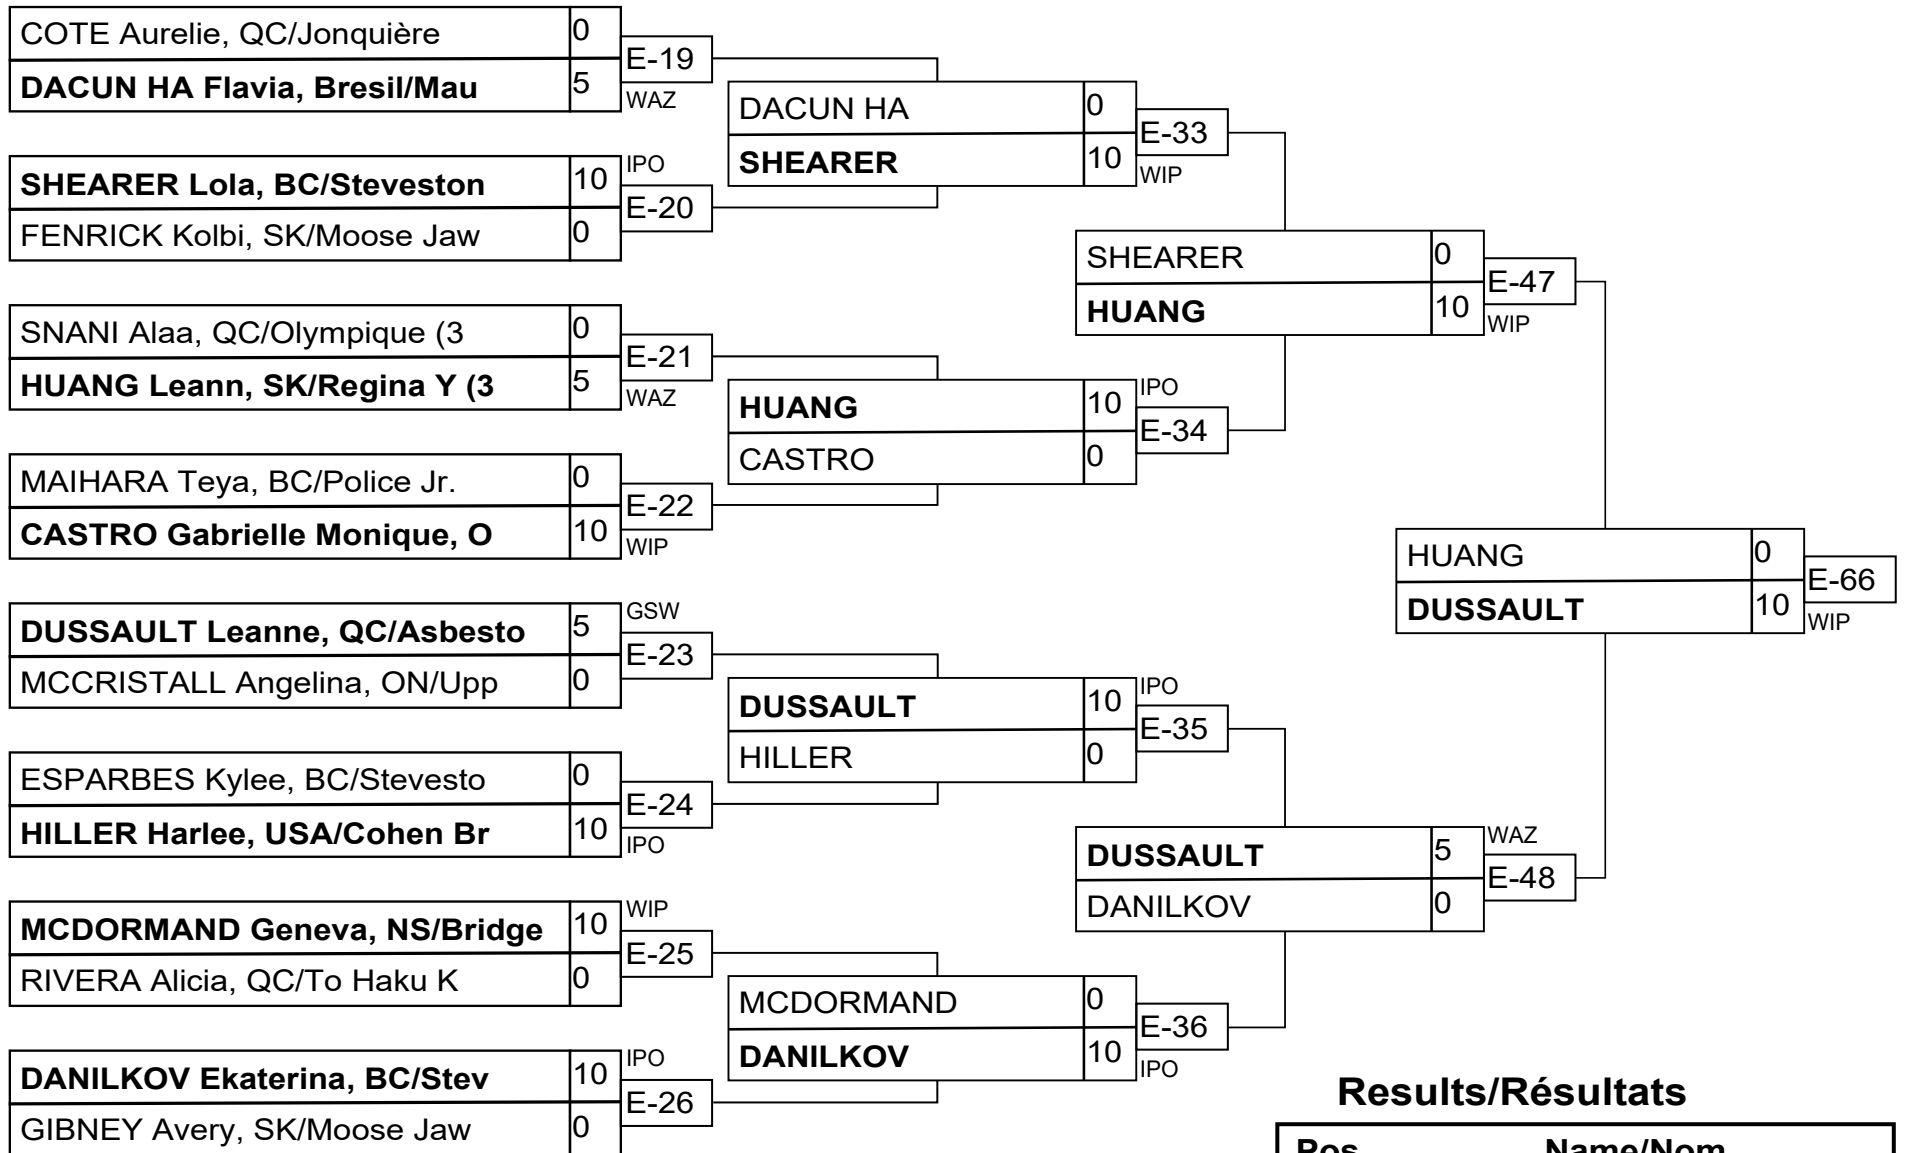 COTE Aurelie, QC/Jonquière 0
E-19
DACUN HA Flavia, Bresil/Mau 5
WAZ
SHEARER Lola, BC/Steveston 10 IPO
E-20
FENRICK Kolbi, SK/Moose Jaw 0
SNANI Alaa, QC/Olympique (3 0
E-21
HUANG Leann, SK/Regina Y (3 5
WAZ
MAIHARA Teya, BC/Police Jr. 0
E-22
CASTRO Gabrielle Monique, O 10
WIP
DUSSAULT Leanne, QC/Asbesto 5 GSW
E-23
MCCRISTALL Angelina, ON/Upp 0
ESPARBES Kylee, BC/Stevesto 0
E-24
HILLER Harlee, USA/Cohen Br 10
IPO
MCDORMAND Geneva, NS/Bridge 10 WIP
E-25
RIVERA Alicia, QC/To Haku K 0
DANILKOV Ekaterina, BC/Stev 10 IPO
E-26
GIBNEY Avery, SK/Moose Jaw 0
DACUN HA 0
E-33
SHEARER 10
WIP
HUANG 10 IPO
E-34
CASTRO 0
DUSSAULT 10 IPO
E-35
HILLER 0
MCDORMAND 0
E-36
DANILKOV 10
IPO
SHEARER 0
E-47
HUANG 10
WIP
DUSSAULT 5 WAZ
E-48
DANILKOV 0
HUANG 0
E-66
DUSSAULT 10
WIP
Results/Résultats
Pos Name/Nom